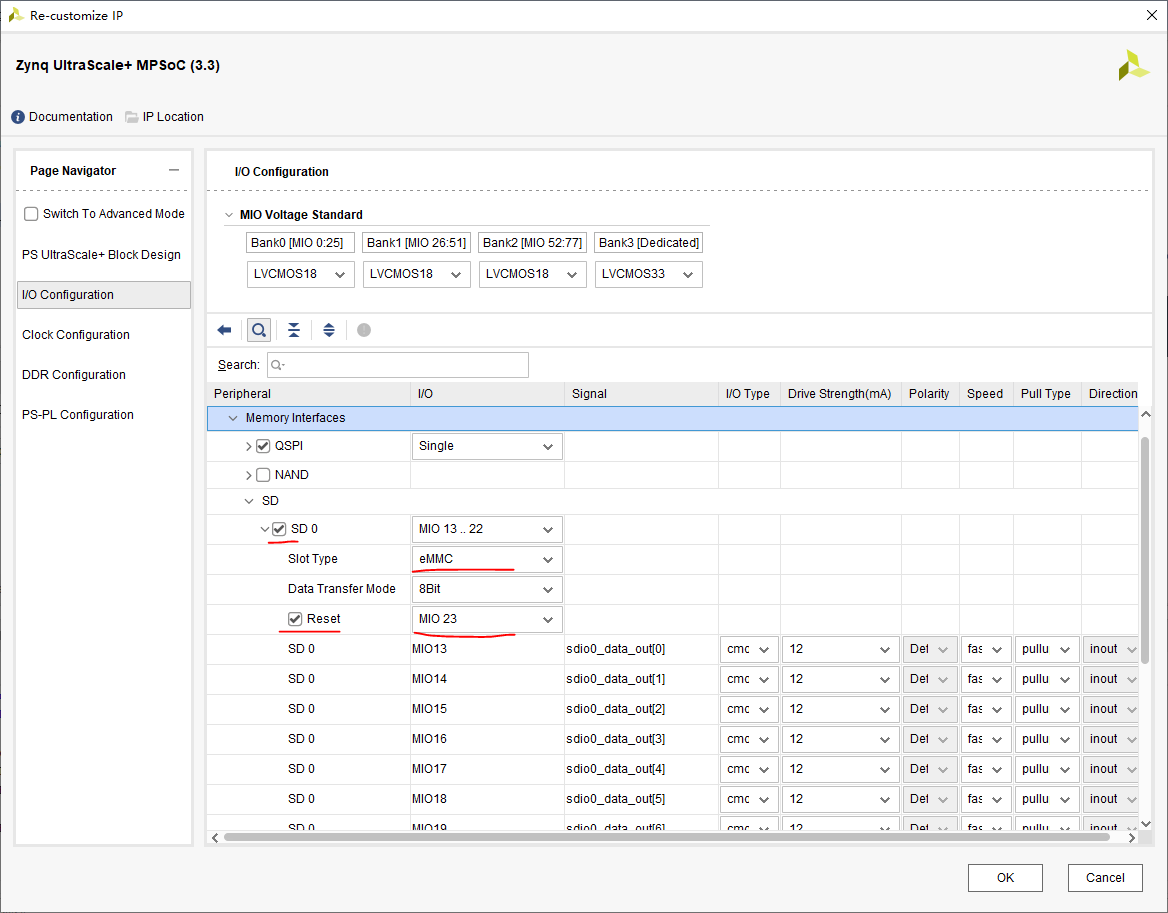 Re-customize IP
Zynq UltraScale+ MPSoC (3.3)
Documentation IP Location
Page Navigator
Switch To Advanced Mode
PS UltraScale+ Block Design
I/O Configuration
Clock Configuration
DDR Configuration
PS-PL Configuration
I/O Configuration
MIO Voltage Standard
Bank0 [MIO 0:25] Bank1 [MIO 26:51] Bank2 [MIO 52:77] Bank3 [Dedicated]
LVCMOS18 LVCMOS18 LVCMOS18 LVCMOS33
Search:
Peripheral I/O Signal I/O Type Drive Strength(mA) Polarity Speed Pull Type Direction
Memory Interfaces
QSPI Single
NAND
SD
SD 0 MIO 13 .. 22
Slot Type eMMC
Data Transfer Mode 8Bit
Reset MIO 23
SD 0 MIO13 sdio0_data_out[0] cmc 12 Def fas pullu inout
SD 0 MIO14 sdio0_data_out[1] cmc 12 Def fas pullu inout
SD 0 MIO15 sdio0_data_out[2] cmc 12 Def fas pullu inout
SD 0 MIO16 sdio0_data_out[3] cmc 12 Def fas pullu inout
SD 0 MIO17 sdio0_data_out[4] cmc 12 Def fas pullu inout
SD 0 MIO18 sdio0_data_out[5] cmc 12 Def fas pullu inout
SD 0 MIO19 sdio0_data_out[6] cmc 12 Def fas pullu inout
OK Cancel